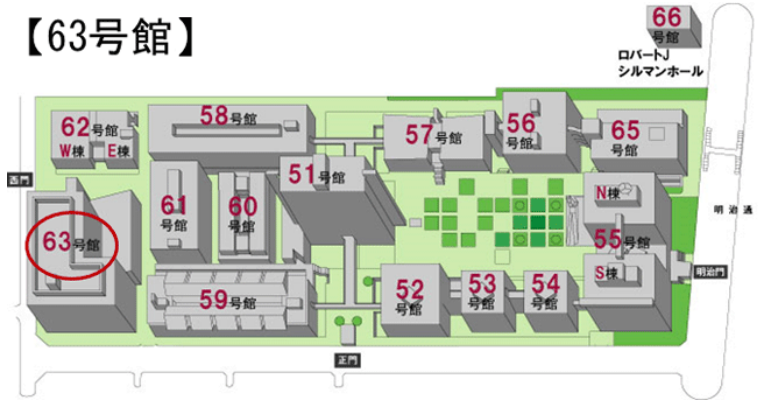 【63号館】
66
号館
ロバートJ
シルマンホール
62号館
W棟 E棟
58号館
57号館
56
号館
65
号館
西門
51号館
61
号館
60
号館
N棟
明治通
63号館
55
号館
S棟
明治門
59号館
52
号館
53
号館
54
号館
正門